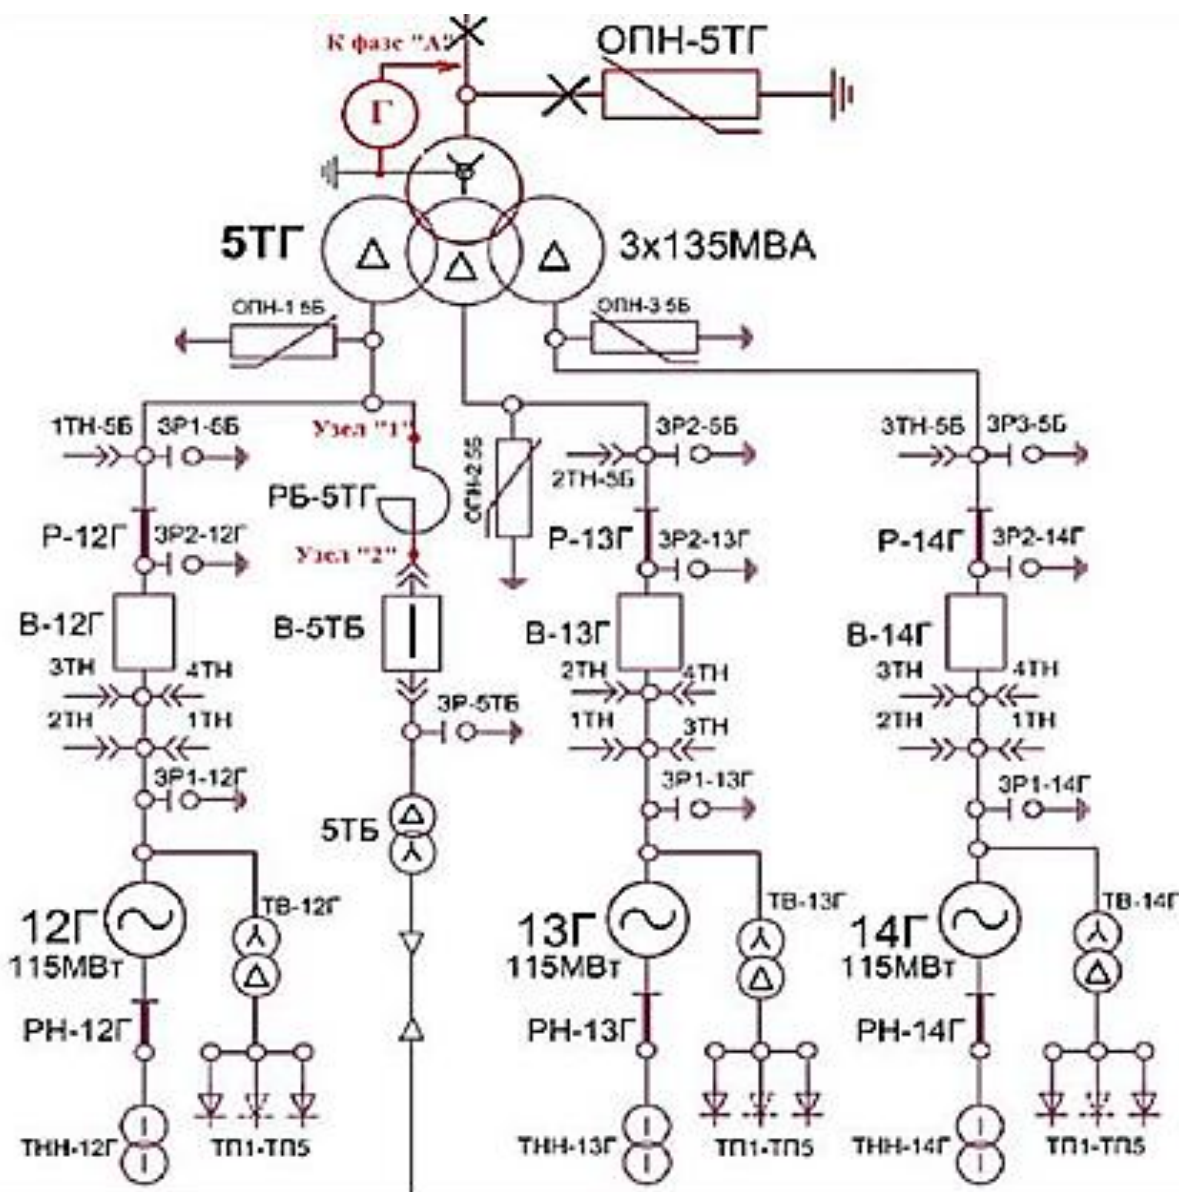 К фазе "А"
ОПН-5ТГ
Г
5ТГ
3х135МВА
ОПН-1 5Б
ОПН-3 5Б
1ТН-5Б
ЗР1-5Б
Узел "1"
ОПН-2 5Б
ЗР2-5Б
2ТН-5Б
3ТН-5Б
ЗР3-5Б
РБ-5ТГ
Р-12Г
ЗР2-12Г
Узел "2"
Р-13Г
ЗР2-13Г
Р-14Г
ЗР2-14Г
В-12Г
В-5ТБ
В-13Г
В-14Г
3ТН
4ТН
2ТН
4ТН
3ТН
4ТН
2ТН
1ТН
ЗР-5ТБ
1ТН
3ТН
2ТН
1ТН
ЗР1-12Г
ЗР1-13Г
ЗР1-14Г
5ТБ
ТВ-12Г
ТВ-13Г
ТВ-14Г
12Г
115МВт
13Г
115МВт
14Г
115МВт
РН-12Г
РН-13Г
РН-14Г
ТНН-12Г
ТП1-ТП5
ТНН-13Г
ТП1-ТП5
ТНН-14Г
ТП1-ТП5